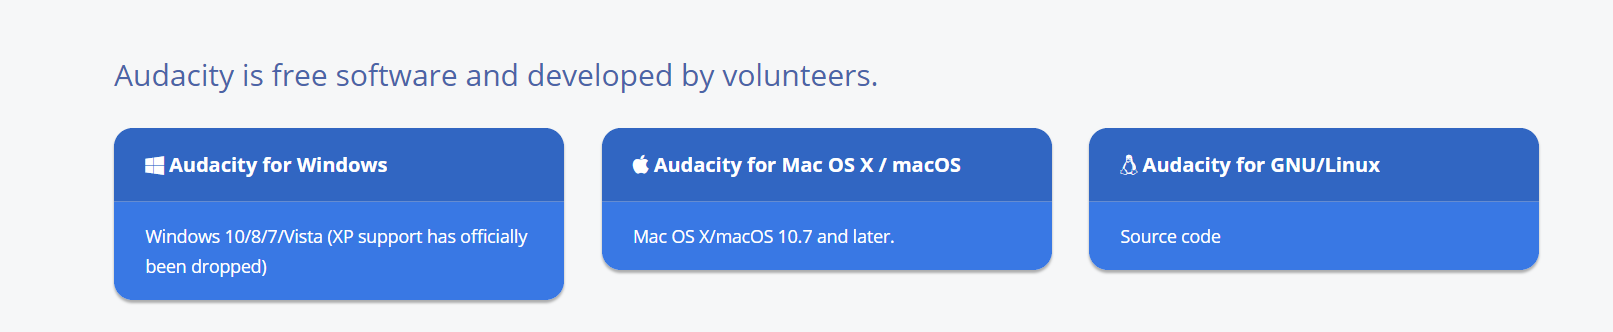 Audacity is free software and developed by volunteers.
Audacity for Windows
Windows 10/8/7/Vista (XP support has officially
been dropped)
Audacity for Mac OS X / macOS
Mac OS X/macOS 10.7 and later.
Audacity for GNU/Linux
Source code